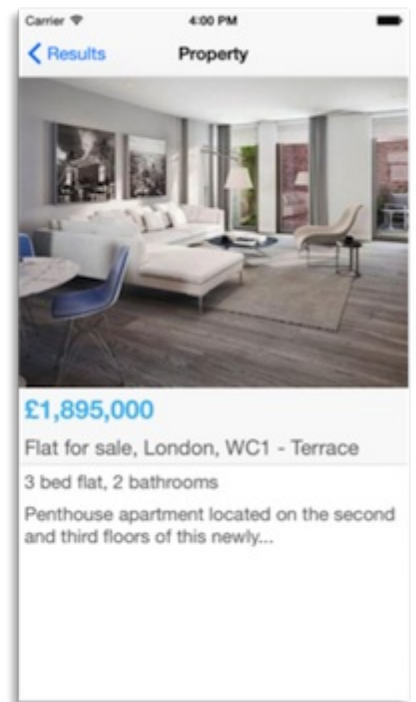 Carrier 4:00 PM
Results Property
£1,895,000
Flat for sale, London, WC1 - Terrace
3 bed flat, 2 bathrooms
Penthouse apartment located on the second
and third floors of this newly...